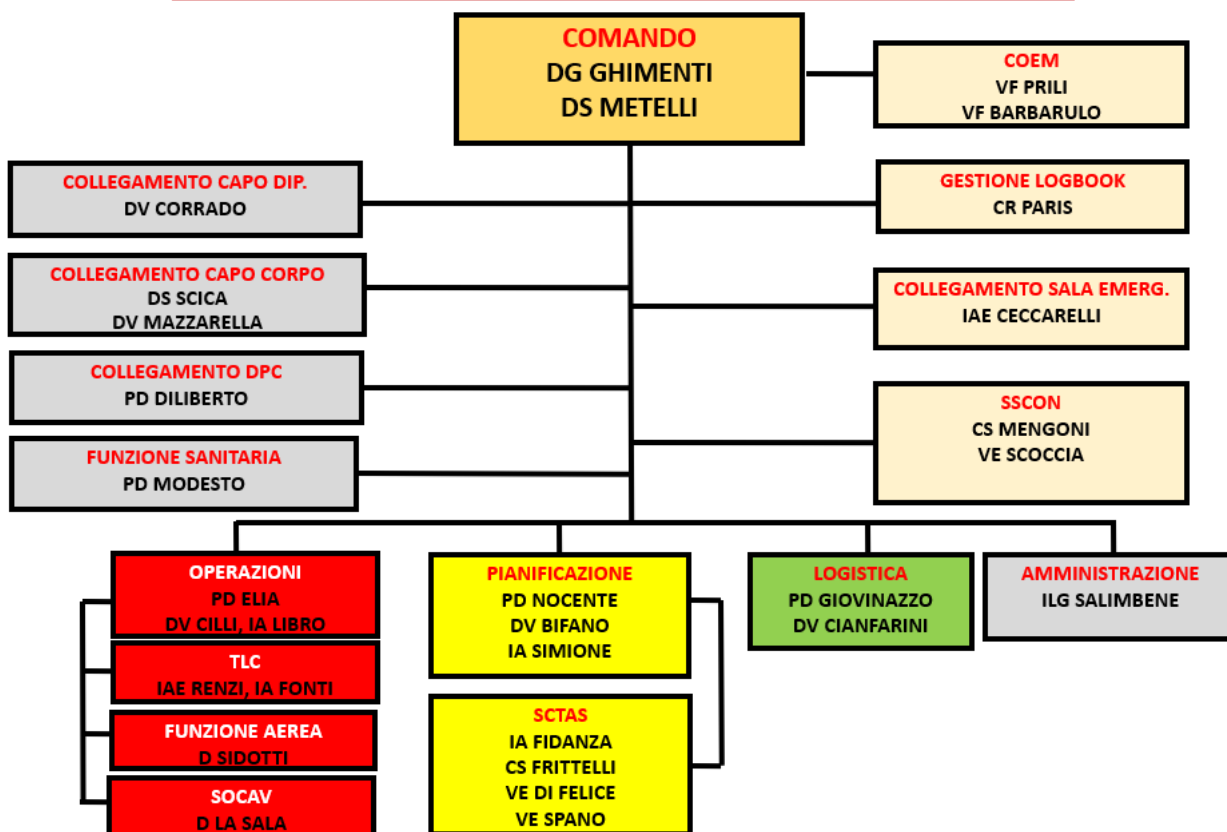 COMANDO
DG GHIMENTI
DS METELLI
COEM
VF PRILI
VF BARBARULO
COLLEGAMENTO CAPO DIP.
DV CORRADO
GESTIONE LOGBOOK
CR PARIS
COLLEGAMENTO CAPO CORPO
DS SCICA
DV MAZZARELLA
COLLEGAMENTO SALA EMERG.
IAE CECCARELLI
COLLEGAMENTO DPC
PD DILIBERTO
SSCON
CS MENGONI
VE SCOCCIA
FUNZIONE SANITARIA
PD MODESTO
OPERAZIONI
PD ELIA
DV CILLI, IA LIBRO
TLC
IAE RENZI, IA FONTI
FUNZIONE AEREA
D SIDOTTI
SOCAV
D LA SALA
PIANIFICAZIONE
PD NOCENTE
DV BIFANO
IA SIMIONE
SCTAS
IA FIDANZA
CS FRITTELLI
VE DI FELICE
VE SPANO
LOGISTICA
PD GIOVINAZZO
DV CIANFARINI
AMMINISTRAZIONE
ILG SALIMBENE